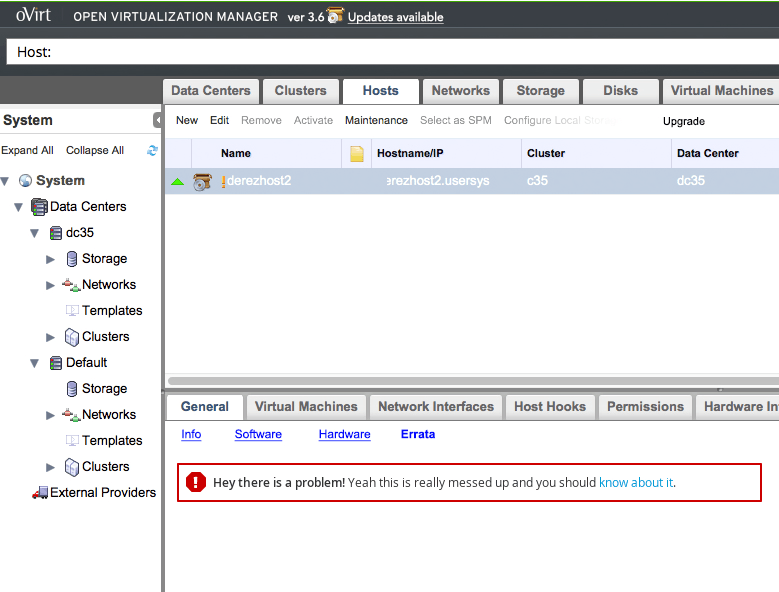 oVirt OPEN VIRTUALIZATION MANAGER ver 3.6 Updates available
Host:
Data Centers Clusters Hosts Networks Storage Disks Virtual Machines
System
New Edit Remove Activate Maintenance Select as SPM Configure Local Upgrade
Expand All Collapse All
Name Hostname/IP Cluster Data Center
derezhost2 erezhost2.usersys c35 dc35
System
Data Centers
dc35
Storage
Networks
Templates
Clusters
Default
Storage
Networks
Templates
Clusters
External Providers
General Virtual Machines Network Interfaces Host Hooks Permissions Hardware
Info Software Hardware Errata
Hey there is a problem! Yeah this is really messed up and you should know about it.